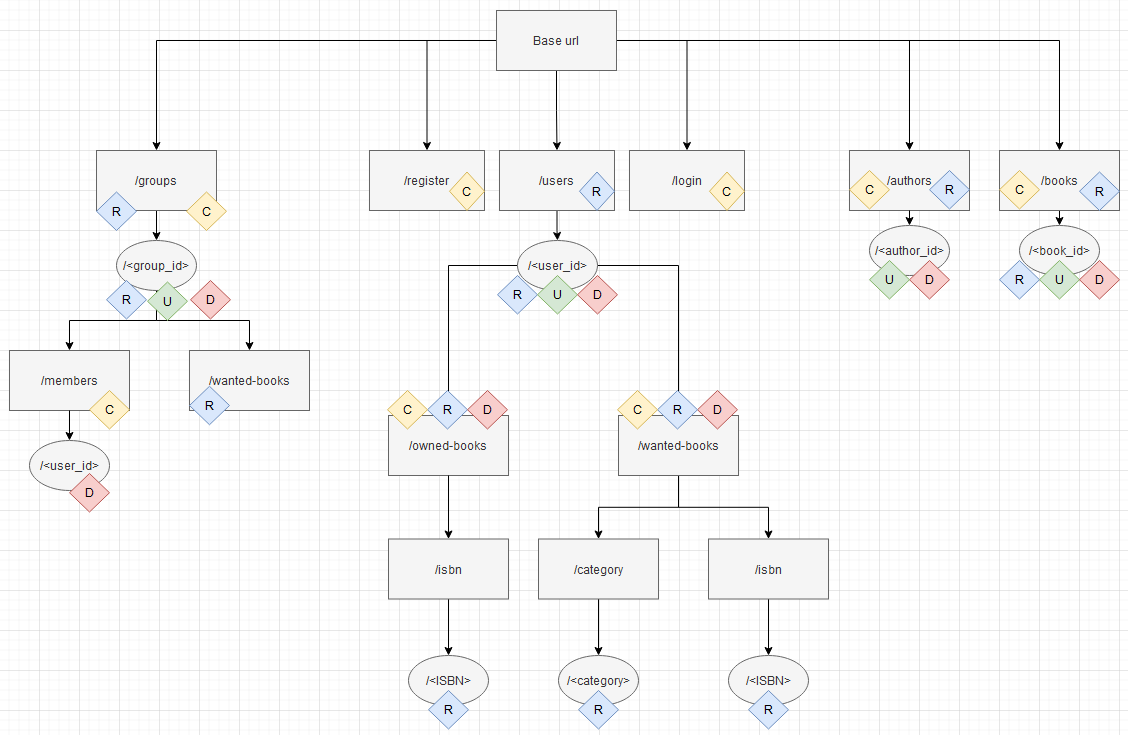 Base url
/groups
R
C
/register
C
/users
R
/login
C
C
/authors
R
C
/books
R
/<group_id>
R
U
D
/<user_id>
R
U
D
/<author_id>
U
D
/<book_id>
R
U
D
/members
C
/wanted-books
R
/<user_id>
D
C
R
D
/owned-books
C
R
D
/wanted-books
/isbn
/category
/isbn
/<ISBN>
R
/<category>
R
/<ISBN>
R